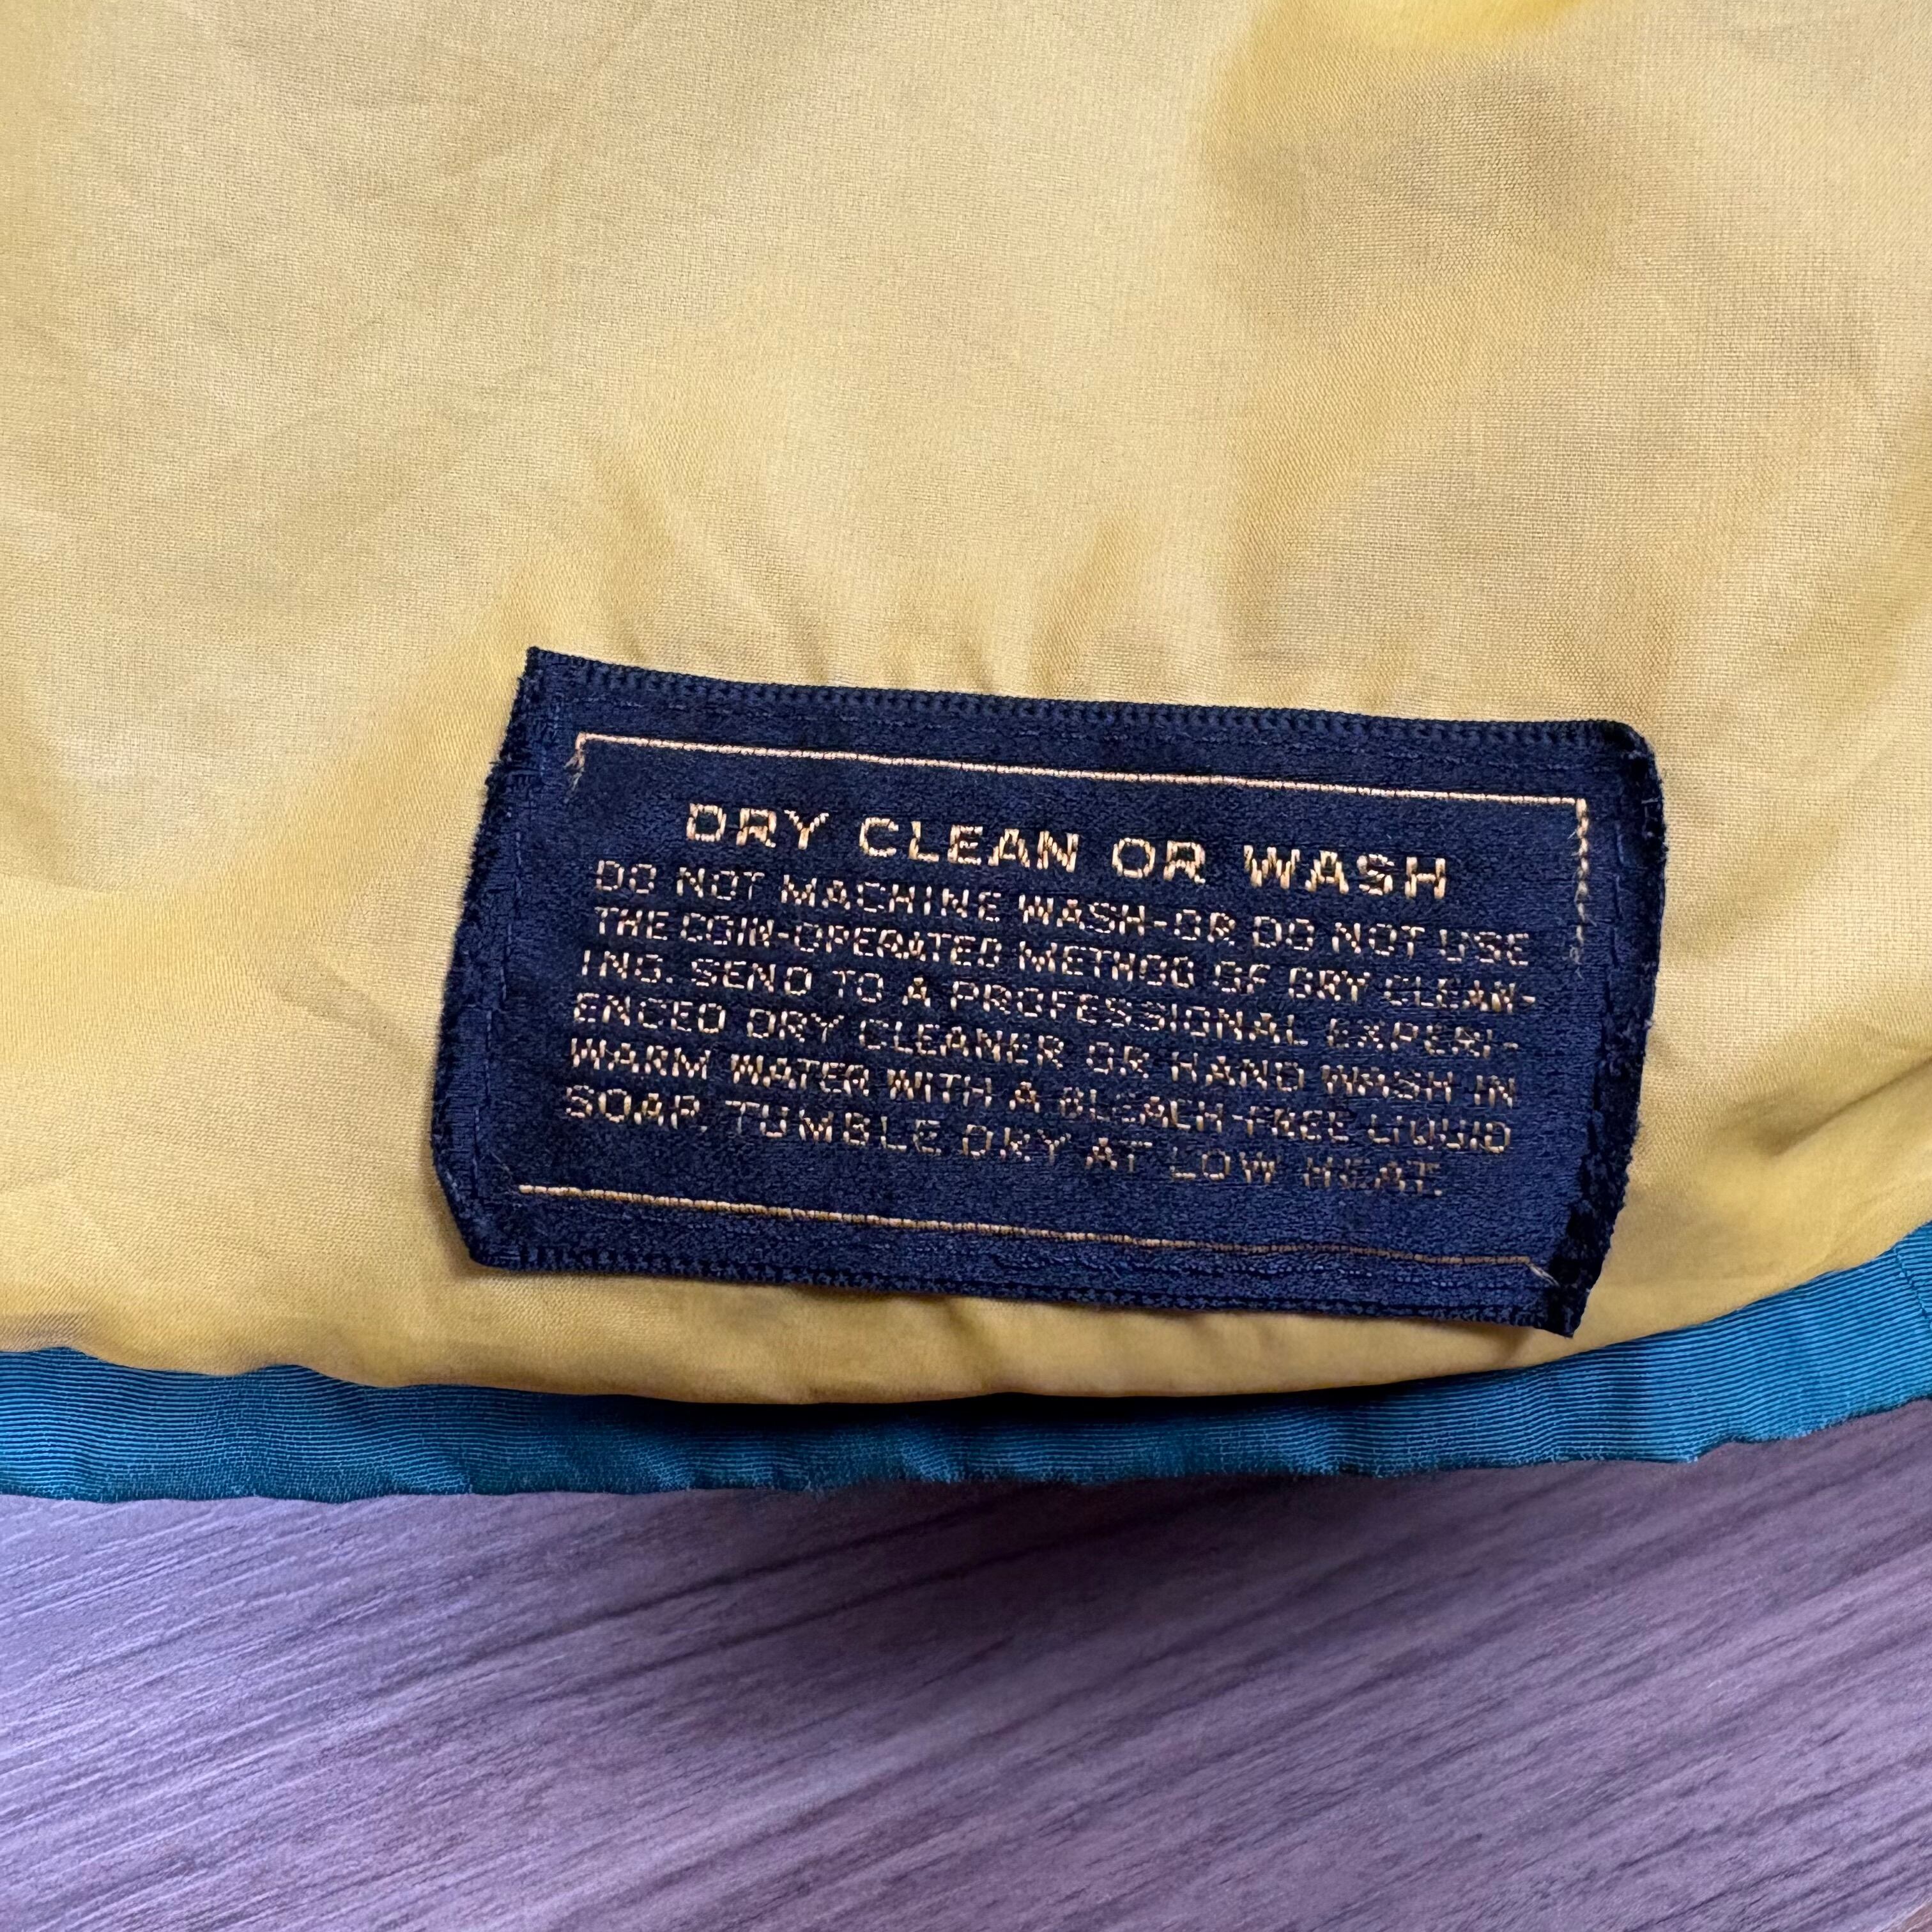 DRY CLEAN OR WASH
DO NOT MACHINE WASH-OR DO NOT USE
THE COIN-OPERATED METHOD OF DRY CLEAN-
ING. SEND TO A PROFESSIONAL EXPERI-
ENCED DRY CLEANER OR HAND WASH IN
WARM WATER WITH A BLEACH-FREE LIQUID
SOAP. TUMBLE DRY AT LOW HEAT.